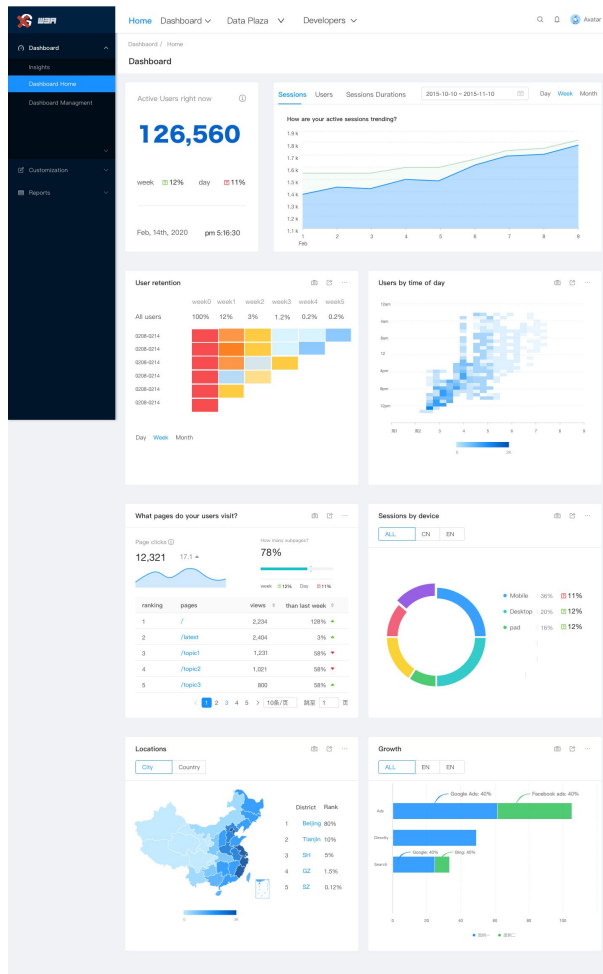 W3A
Home Dashboard Data Plaza Developers Avatar
Dashboard
Insights
Dashboard Home
Dashboard Managment
Customization
Reports
Dashboard / Home
Dashboard
Active Users right now
126,560
week 12% day 11%
Feb, 14th, 2020 pm 5:16:30
Sessions Users Sessions Durations 2015-10-10 ~ 2015-11-10 Day Week Month
How are your active sessions trending?
1.9 k
1.8 k
1.7 k
1.6 k
1.5 k
1.4 k
1.3 k
1.2 k
1.1 k
1 2 3 4 5 6 7 8 9
Feb
User retention
week0 week1 week2 week3 week4 week5
All users 100% 12% 3% 1.2% 0.2% 0.2%
0208-0214
0208-0214
0208-0214
0208-0214
0208-0214
0208-0214
Day Week Month
Users by time of day
12am
4am
8am
12
4pm
8pm
3 4 5 6 7 8 9
What pages do your users visit?
Page clicks
12,321 17.1
How many subpages?
78%
week 12% Day 11%
ranking pages views than last week
1 / 2,234 128%
2 /latest 2,404 3%
3 /topic1 1,231 58%
4 /topic2 1,021 58%
5 /topic3 800 58%
1 2 3 4 5 10条/页 跳至 1 页
Sessions by device
ALL CN EN
Mobile 36% 11%
Desktop 20% 12%
pad 16% 12%
Locations
City Country
District Rank
1 Beijing 80%
2 Tianjin 10%
3 SH 5%
4 GZ 1.5%
5 SZ 0.12%
Growth
ALL EN EN
Google Ads: 40% Facebook ads: 40%
Ads
Google: 40% Bing: 40%
Search
0 20 40 60 80 100